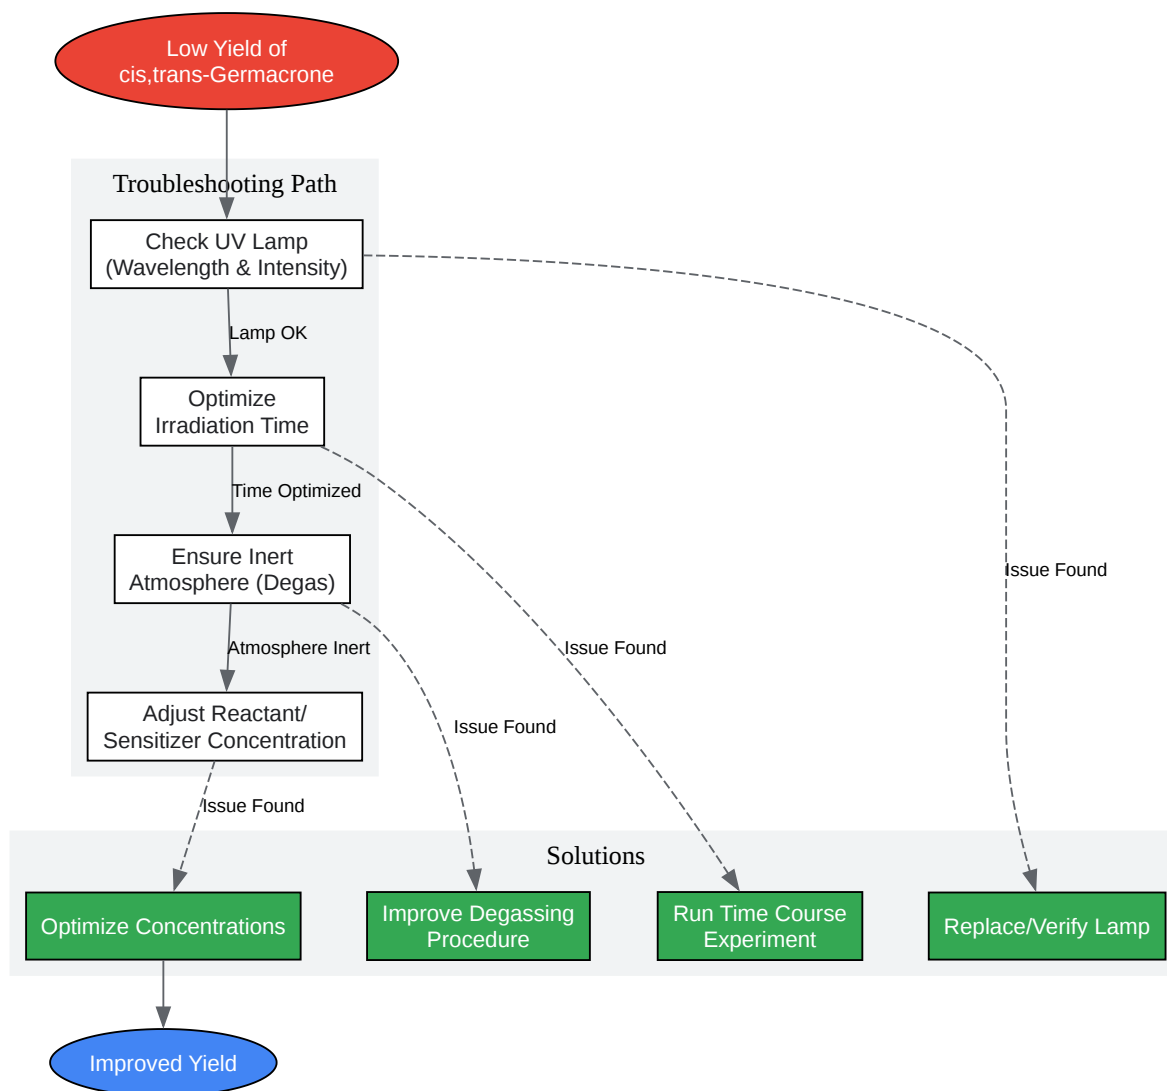 Low Yield of
cis,trans-Germacrone
Troubleshooting Path
Check UV Lamp
(Wavelength & Intensity)
Lamp OK
Optimize
Irradiation Time
Time Optimized
Ensure Inert
Atmosphere (Degas)
Issue Found
Atmosphere Inert
Issue Found
Adjust Reactant/
Sensitizer Concentration
Issue Found
Issue Found
Solutions
Optimize Concentrations
Improve Degassing
Procedure
Run Time Course
Experiment
Replace/Verify Lamp
Improved Yield